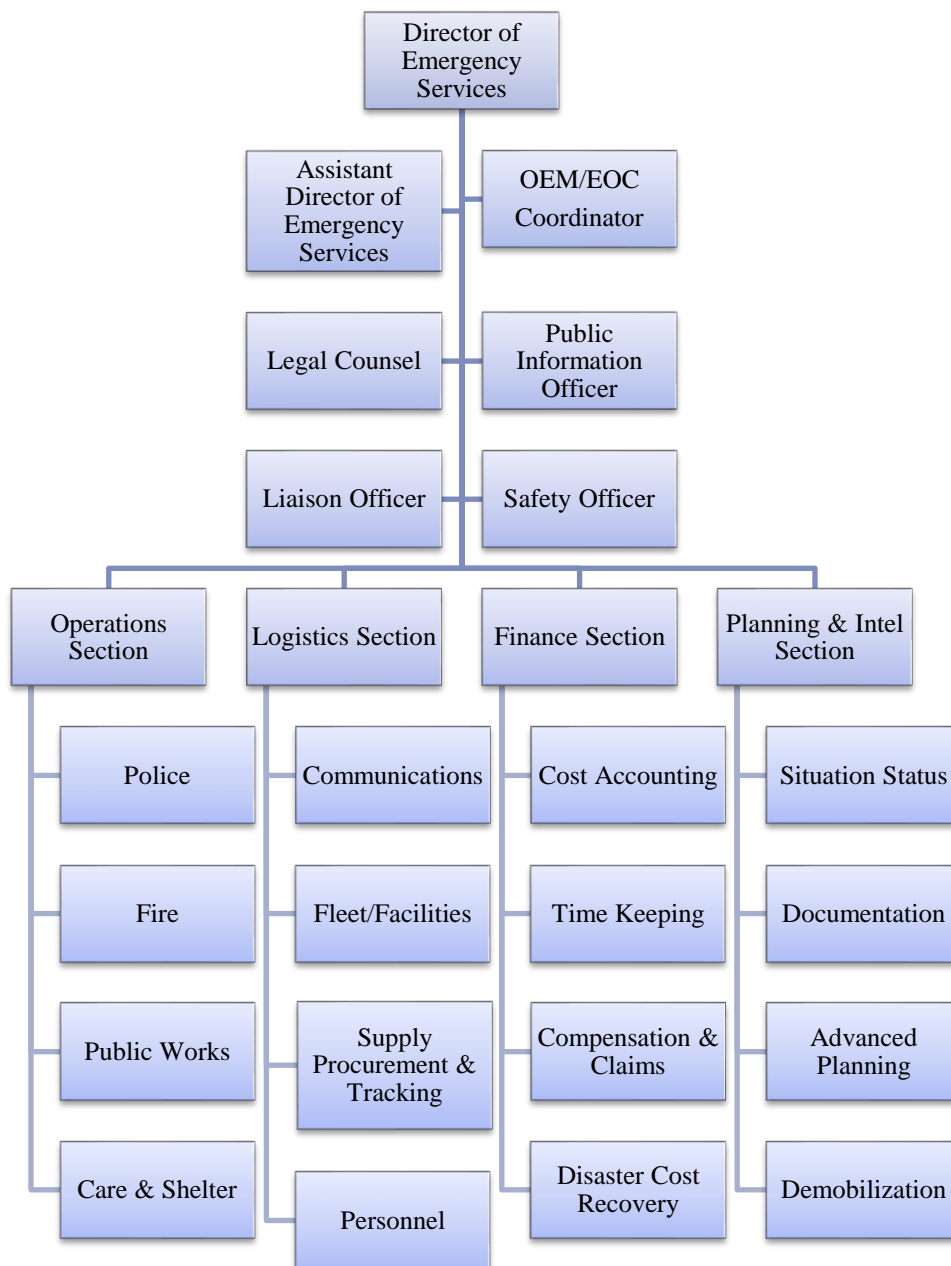 Director of
Emergency
Services
Assistant
Director of
Emergency
Services
OEM/EOC
Coordinator
Legal Counsel
Public
Information
Officer
Liaison Officer
Safety Officer
Operations
Section
Logistics Section
Finance Section
Planning & Intel
Section
Police
Communications
Cost Accounting
Situation Status
Fire
Fleet/Facilities
Time Keeping
Documentation
Public Works
Supply
Procurement &
Tracking
Compensation &
Claims
Advanced
Planning
Care & Shelter
Personnel
Disaster Cost
Recovery
Demobilization